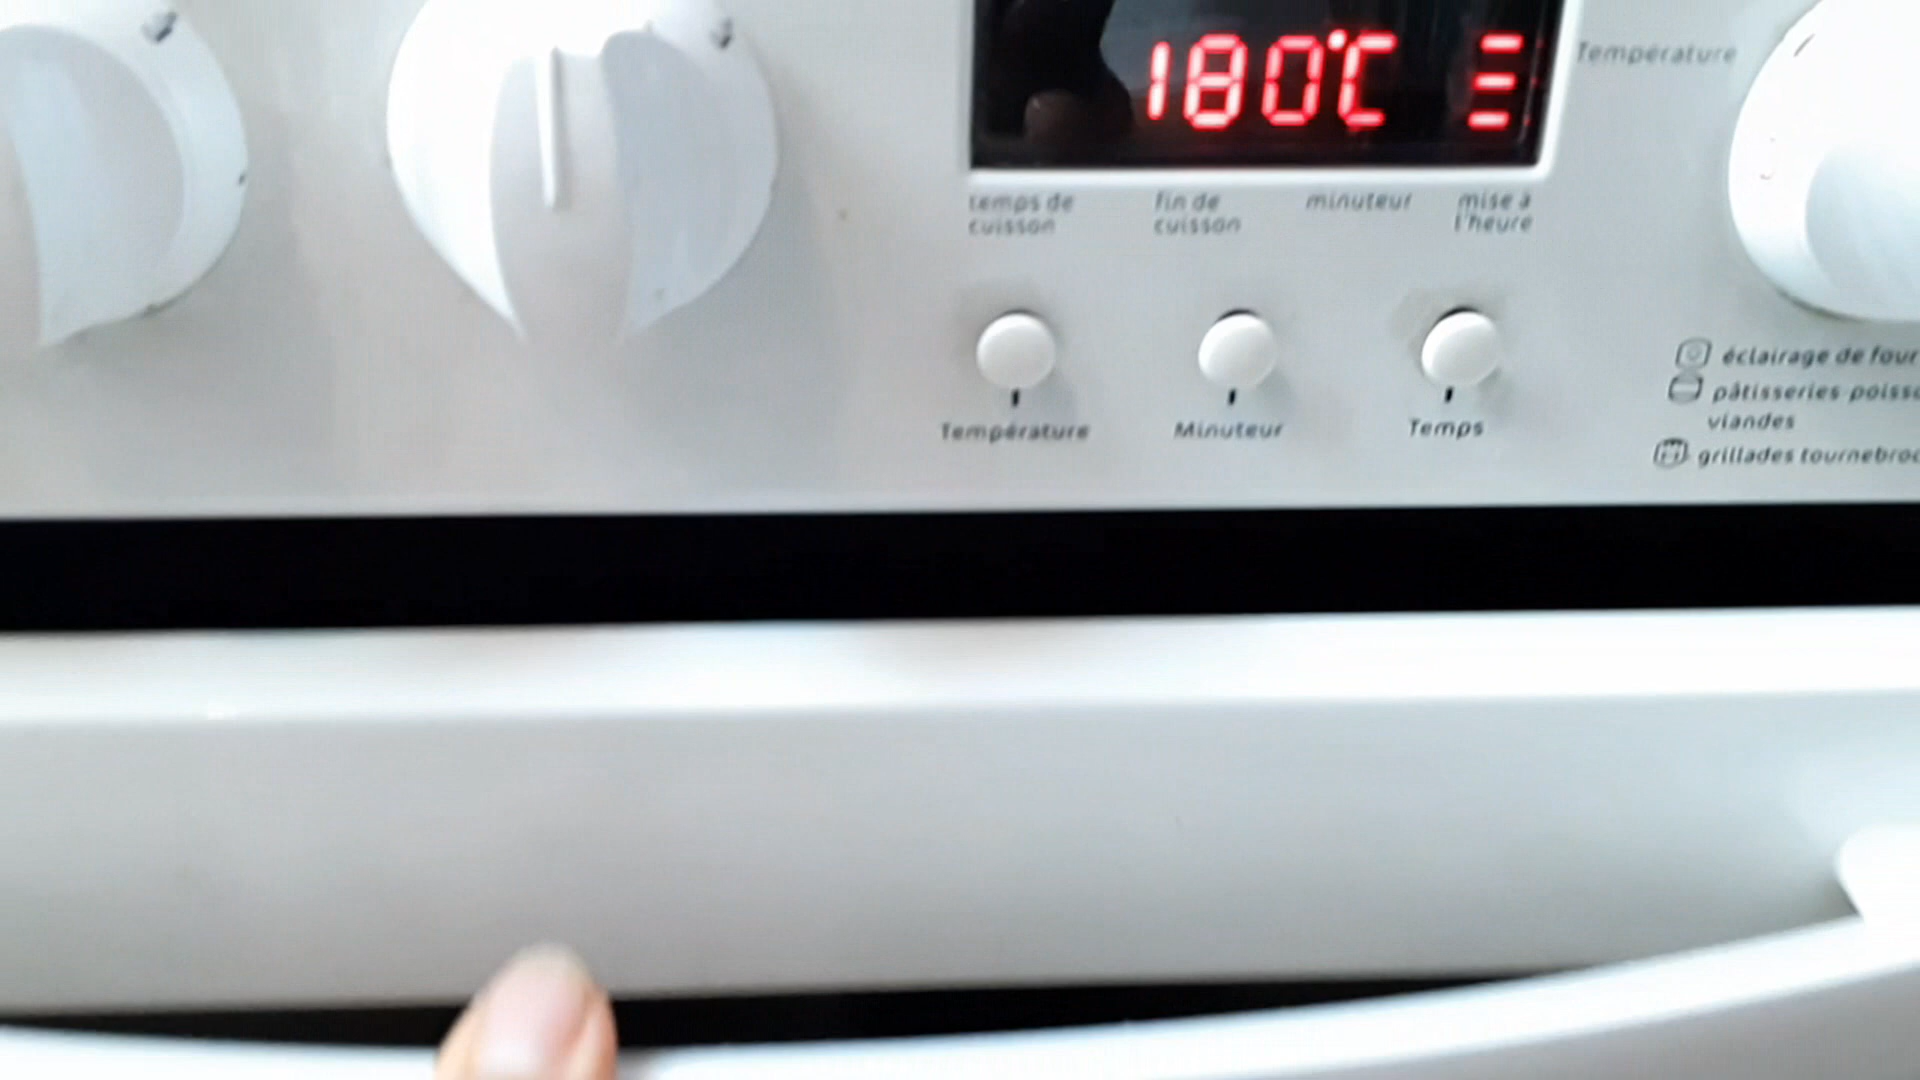 180°C
Température
temps de cuisson
fin de cuisson
minuteur
mise à l'heure
Température
Minuteur
Temps
éclairage de four
pâtisseries poiss
viandes
grillades